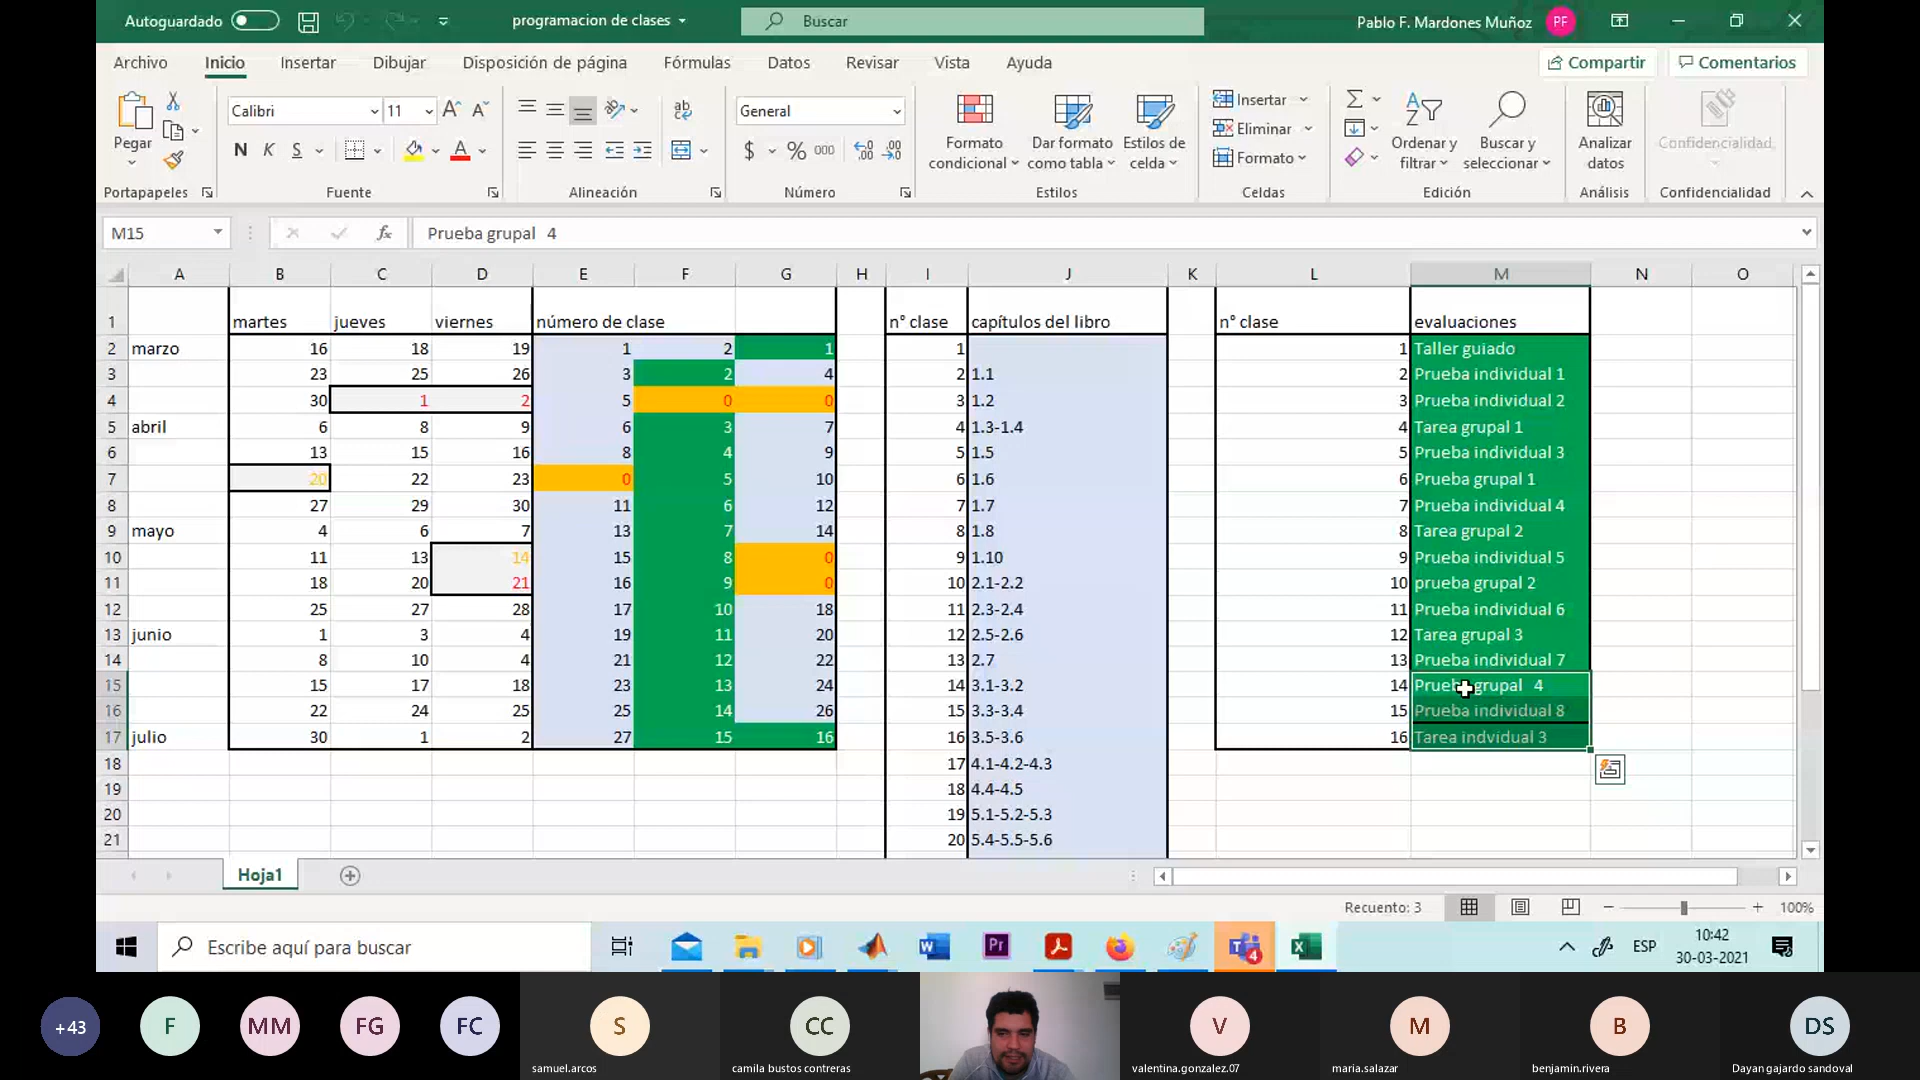 Autoguardado programacion de clases Buscar Pablo F. Mardones Muñoz PF
Archivo Inicio Insertar Dibujar Disposición de página Fórmulas Datos Revisar Vista Ayuda Compartir Comentarios
Calibri 11 General Insertar
Pegar N K S Formato condicional Dar formato como tabla Estilos de celda Eliminar Formato Ordenar y filtrar Buscar y seleccionar Analizar datos Confidencialidad
Portapapeles Fuente Alineación Número Estilos Celdas Edición Análisis Confidencialidad
M15 fx Prueba grupal 4
A B C D E F G H I J K L M N O
1 martes jueves viernes número de clase n° clase capítulos del libro n° clase evaluaciones
2 marzo 16 18 19 1 2 1 1 1 Taller guiado
3 23 25 26 3 2 4 2 1.1 2 Prueba individual 1
4 30 1 2 5 0 0 3 1.2 3 Prueba individual 2
5 abril 6 8 9 6 3 7 4 1.3-1.4 4 Tarea grupal 1
6 13 15 16 8 4 9 5 1.5 5 Prueba individual 3
7 20 22 23 0 5 10 6 1.6 6 Prueba grupal 1
8 27 29 30 11 6 12 7 1.7 7 Prueba individual 4
9 mayo 4 6 7 13 7 14 8 1.8 8 Tarea grupal 2
10 11 13 14 15 8 0 9 1.10 9 Prueba individual 5
11 18 20 21 16 9 0 10 2.1-2.2 10 prueba grupal 2
12 25 27 28 17 10 18 11 2.3-2.4 11 Prueba individual 6
13 junio 1 3 4 19 11 20 12 2.5-2.6 12 Tarea grupal 3
14 8 10 4 21 12 22 13 2.7 13 Prueba individual 7
15 15 17 18 23 13 24 14 3.1-3.2 14 Prueba grupal 4
16 22 24 25 25 14 26 15 3.3-3.4 15 Prueba individual 8
17 julio 30 1 2 27 15 16 16 3.5-3.6 16 Tarea indvidual 3
18 17 4.1-4.2-4.3
19 18 4.4-4.5
20 19 5.1-5.2-5.3
21 20 5.4-5.5-5.6
Hoja1
Recuento: 3 100%
Escribe aquí para buscar ESP 10:42
30-03-2021
+43 F MM FG FC S CC V M B DS
samuel.arcos camila bustos contreras valentina.gonzalez.07 maria.salazar benjamin.rivera Dayan gajardo sandoval